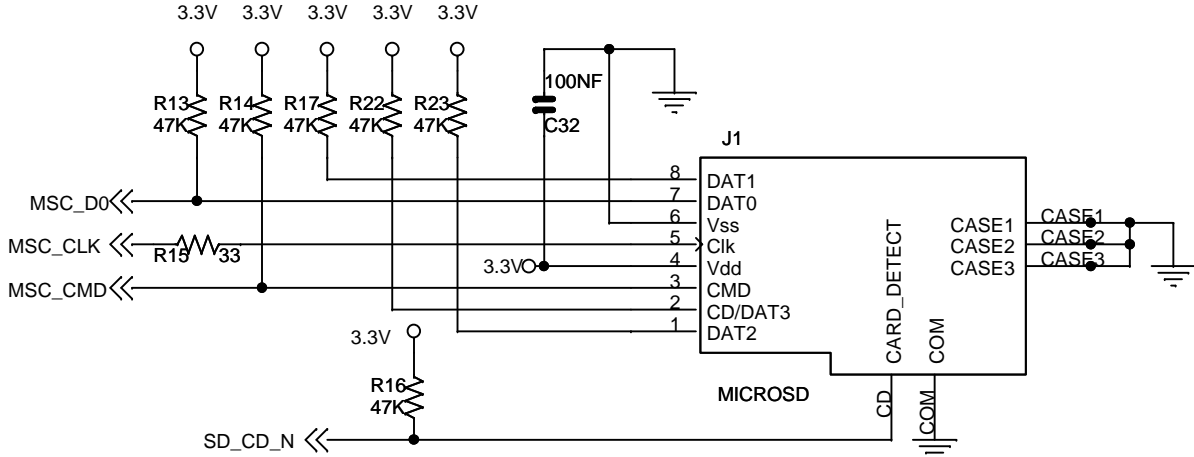 3.3V 3.3V 3.3V 3.3V 3.3V
100NF
C32
R13 R14 R17 R22 R23
47K 47K 47K 47K 47K
J1
MSC_D0
MSC_CLK
R15 33
MSC_CMD
3.3V
8 DAT1
7 DAT0
6 Vss
5 Clk
4 Vdd
3 CMD
2 CD/DAT3
1 DAT2
CARD_DETECT
COM
CASE1 CASE1
CASE2 CASE2
CASE3 CASE3
MICROSD
CD
COM
3.3V
R16
47K
SD_CD_N